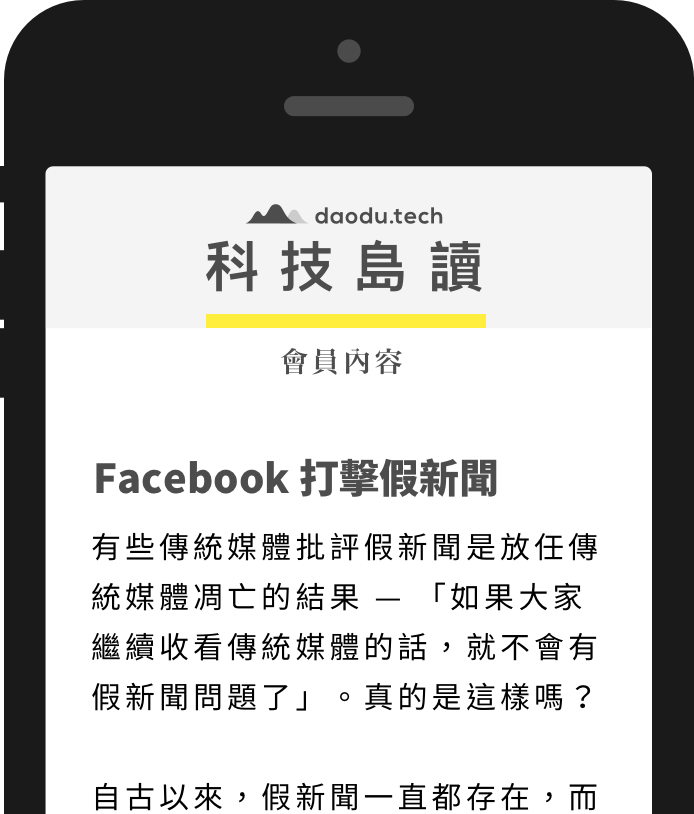 daodu.tech
科技島讀
會員內容
Facebook 打擊假新聞
有些傳統媒體批評假新聞是放任傳
統媒體凋亡的結果 — 「如果大家
繼續收看傳統媒體的話，就不會有
假新聞問題了」。真的是這樣嗎？
自古以來，假新聞一直都存在，而